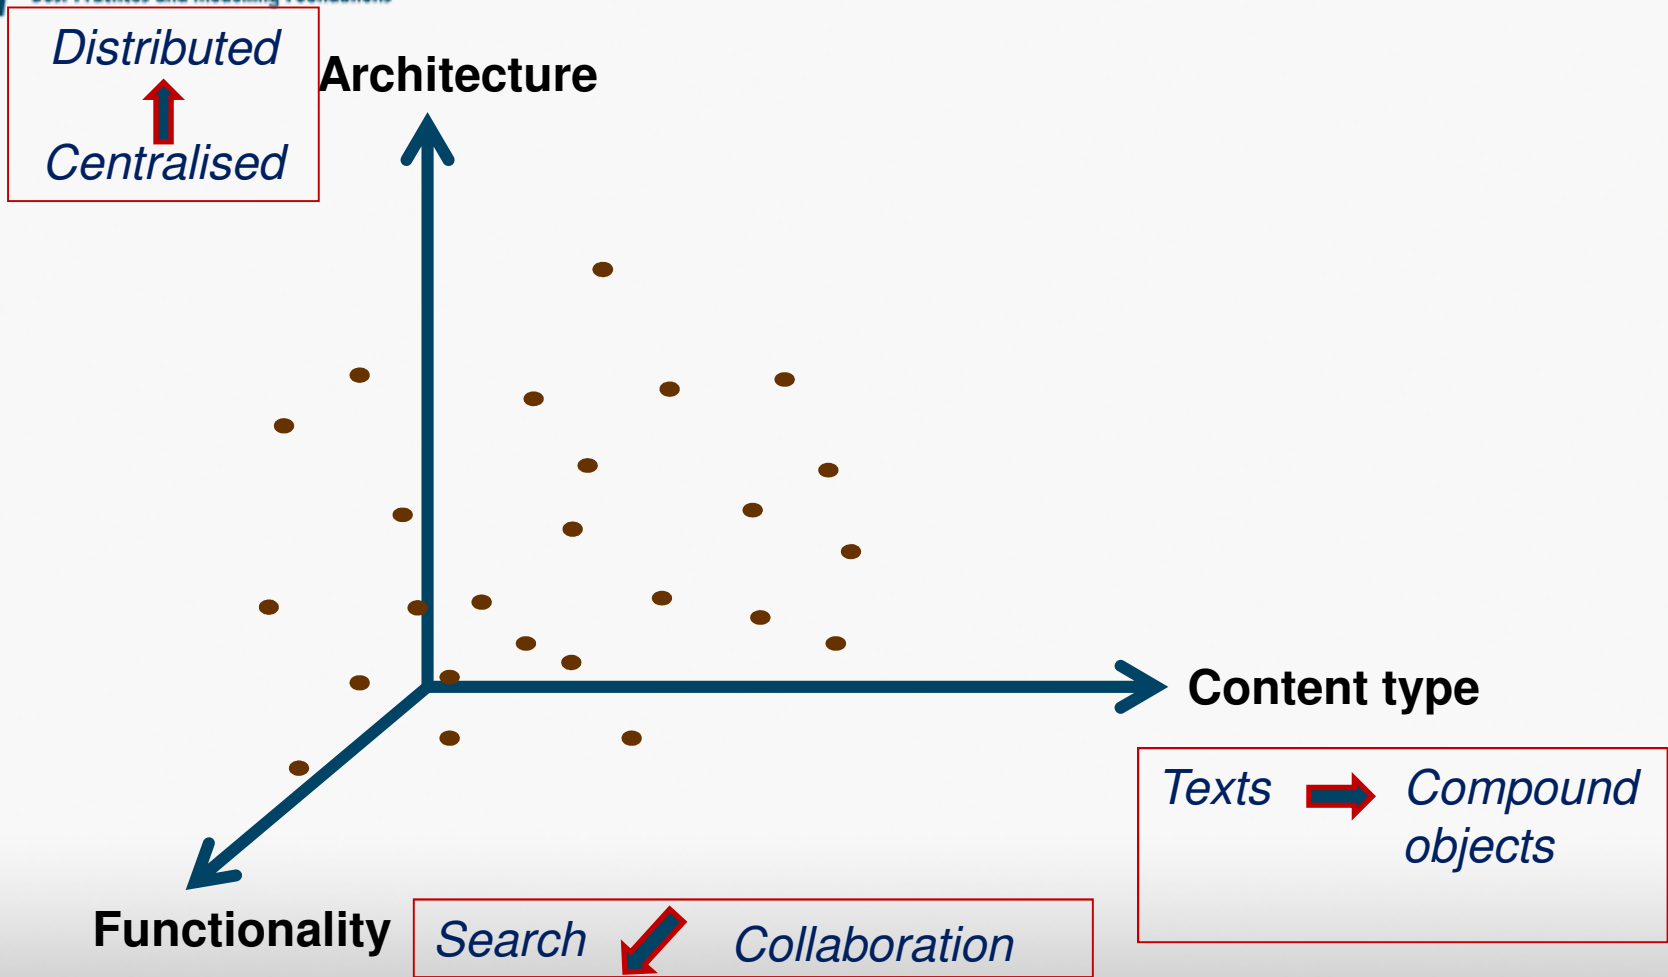 Distributed
Architecture
Centralised
Content type
Texts
Compound
objects
Functionality
Search
Collaboration